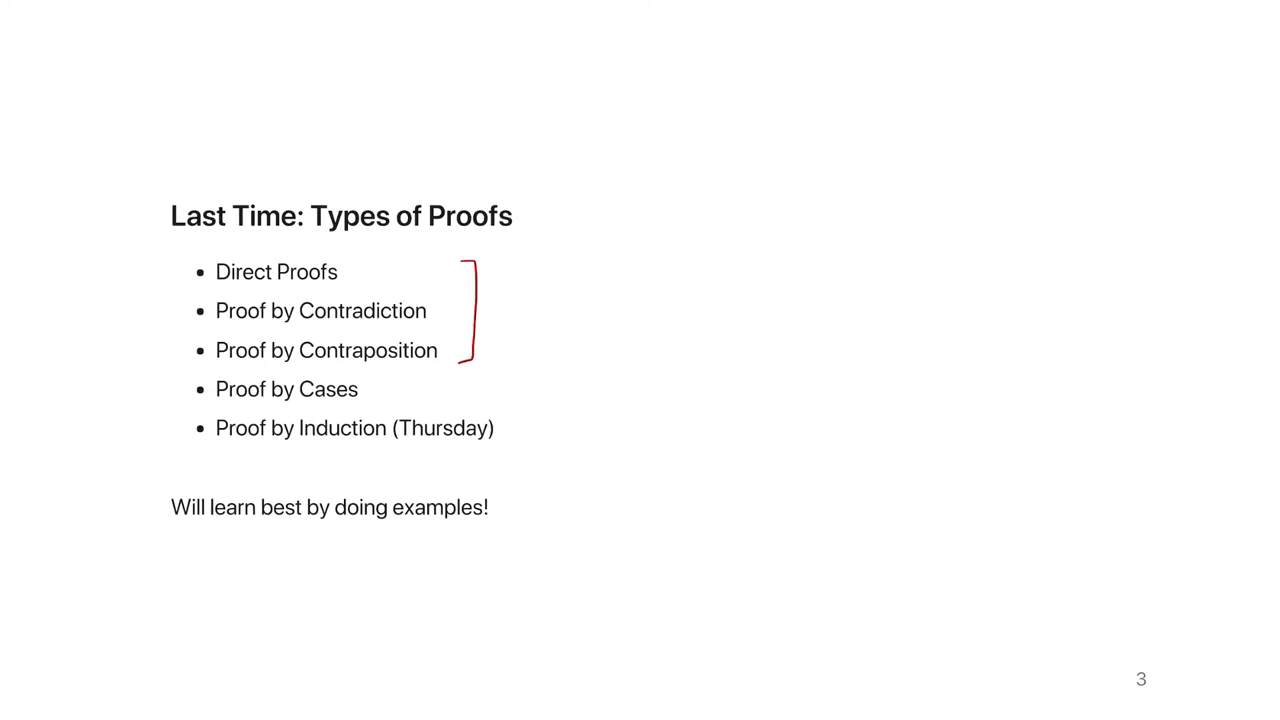 Last Time: Types of Proofs
• Direct Proofs
• Proof by Contradiction
• Proof by Contraposition
• Proof by Cases
• Proof by Induction (Thursday)
Will learn best by doing examples!
3